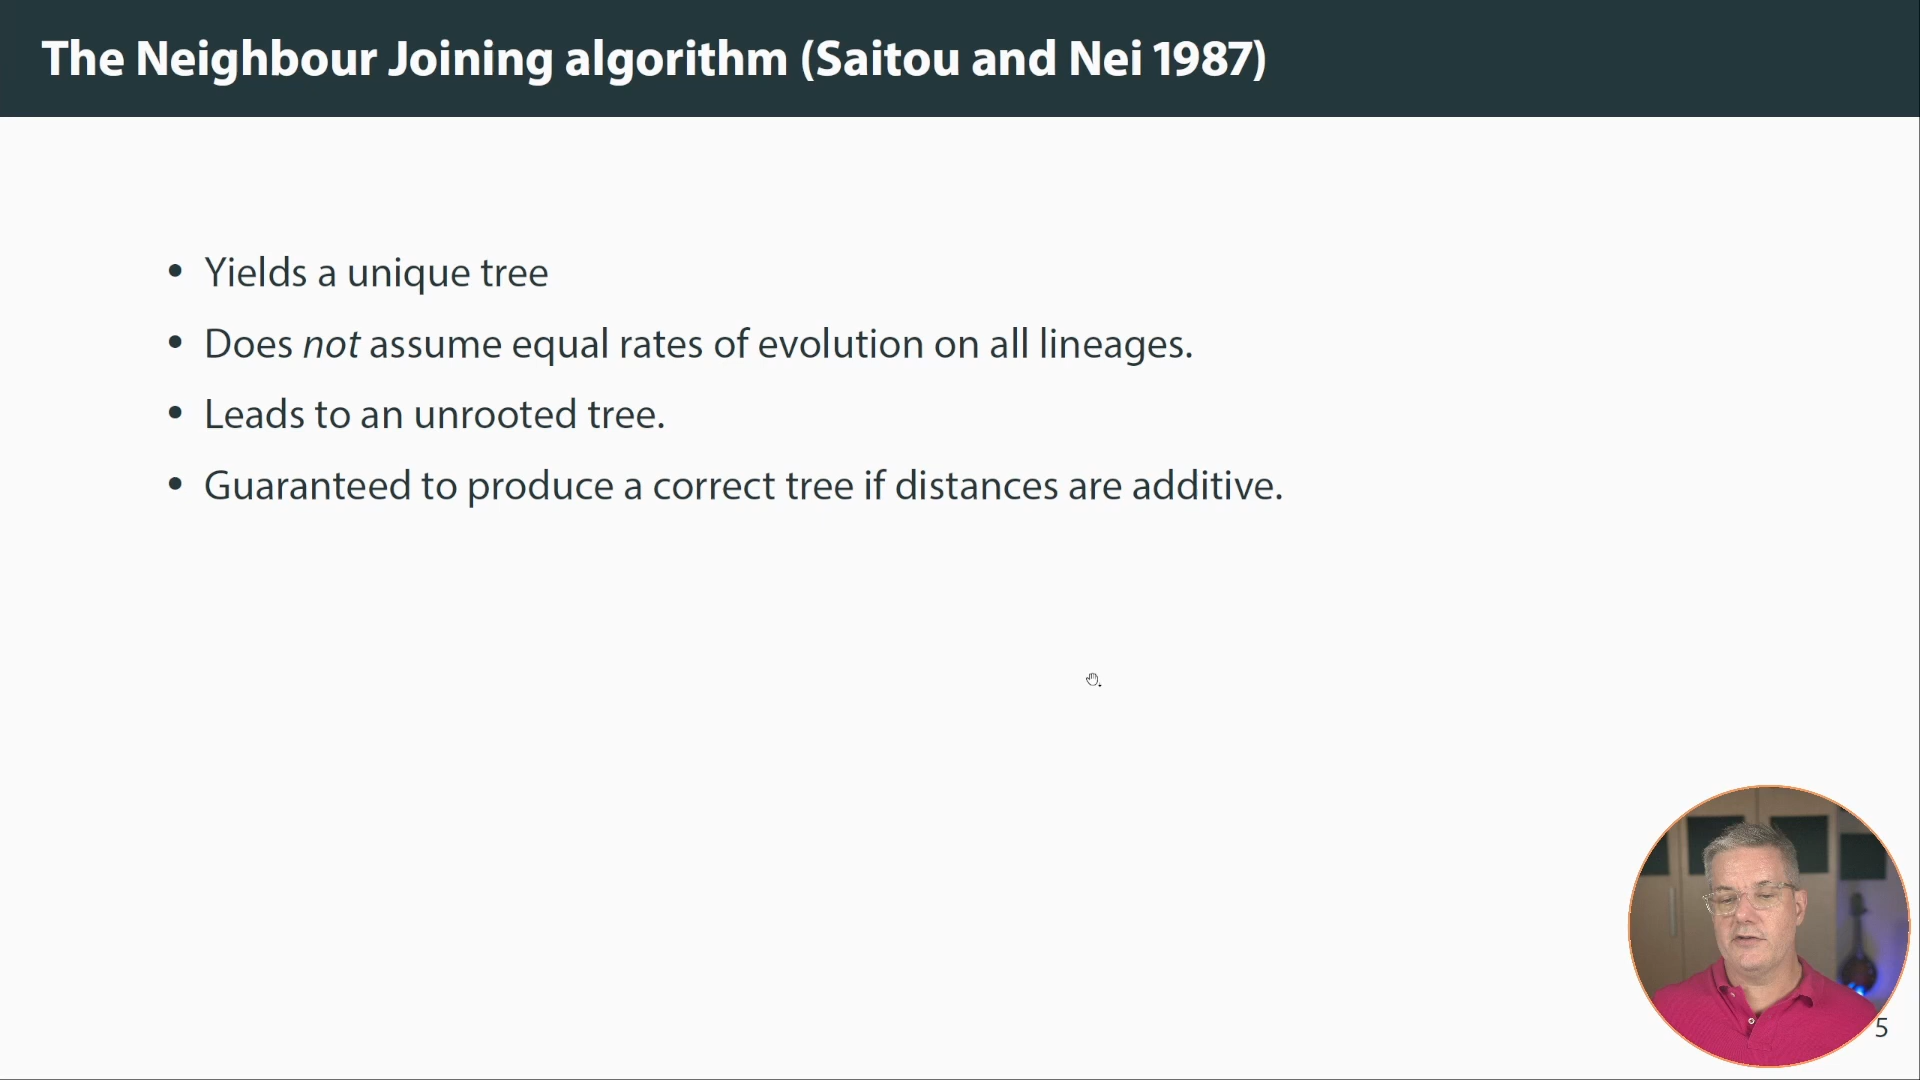 The Neighbour Joining algorithm (Saitou and Nei 1987)
• Yields a unique tree
• Does not assume equal rates of evolution on all lineages.
• Leads to an unrooted tree.
• Guaranteed to produce a correct tree if distances are additive.
5